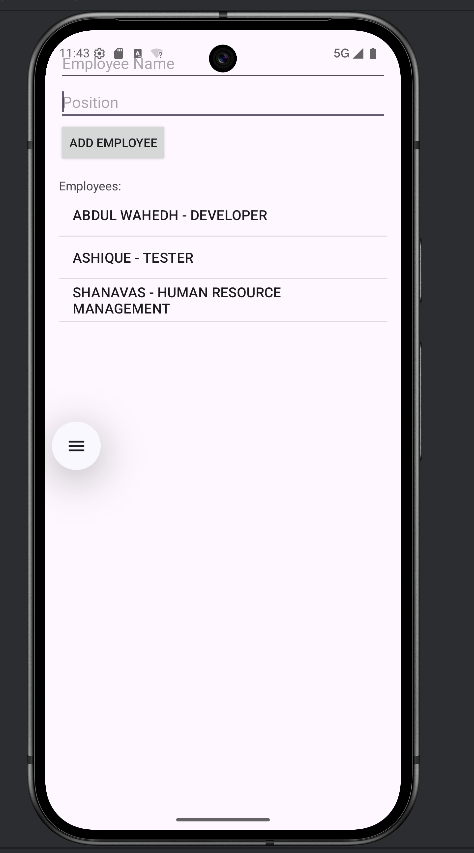 11:43
5G
Employee Name
Position
ADD EMPLOYEE
Employees:
ABDUL WAHEDH - DEVELOPER
ASHIQUE - TESTER
SHANAVAS - HUMAN RESOURCE
MANAGEMENT